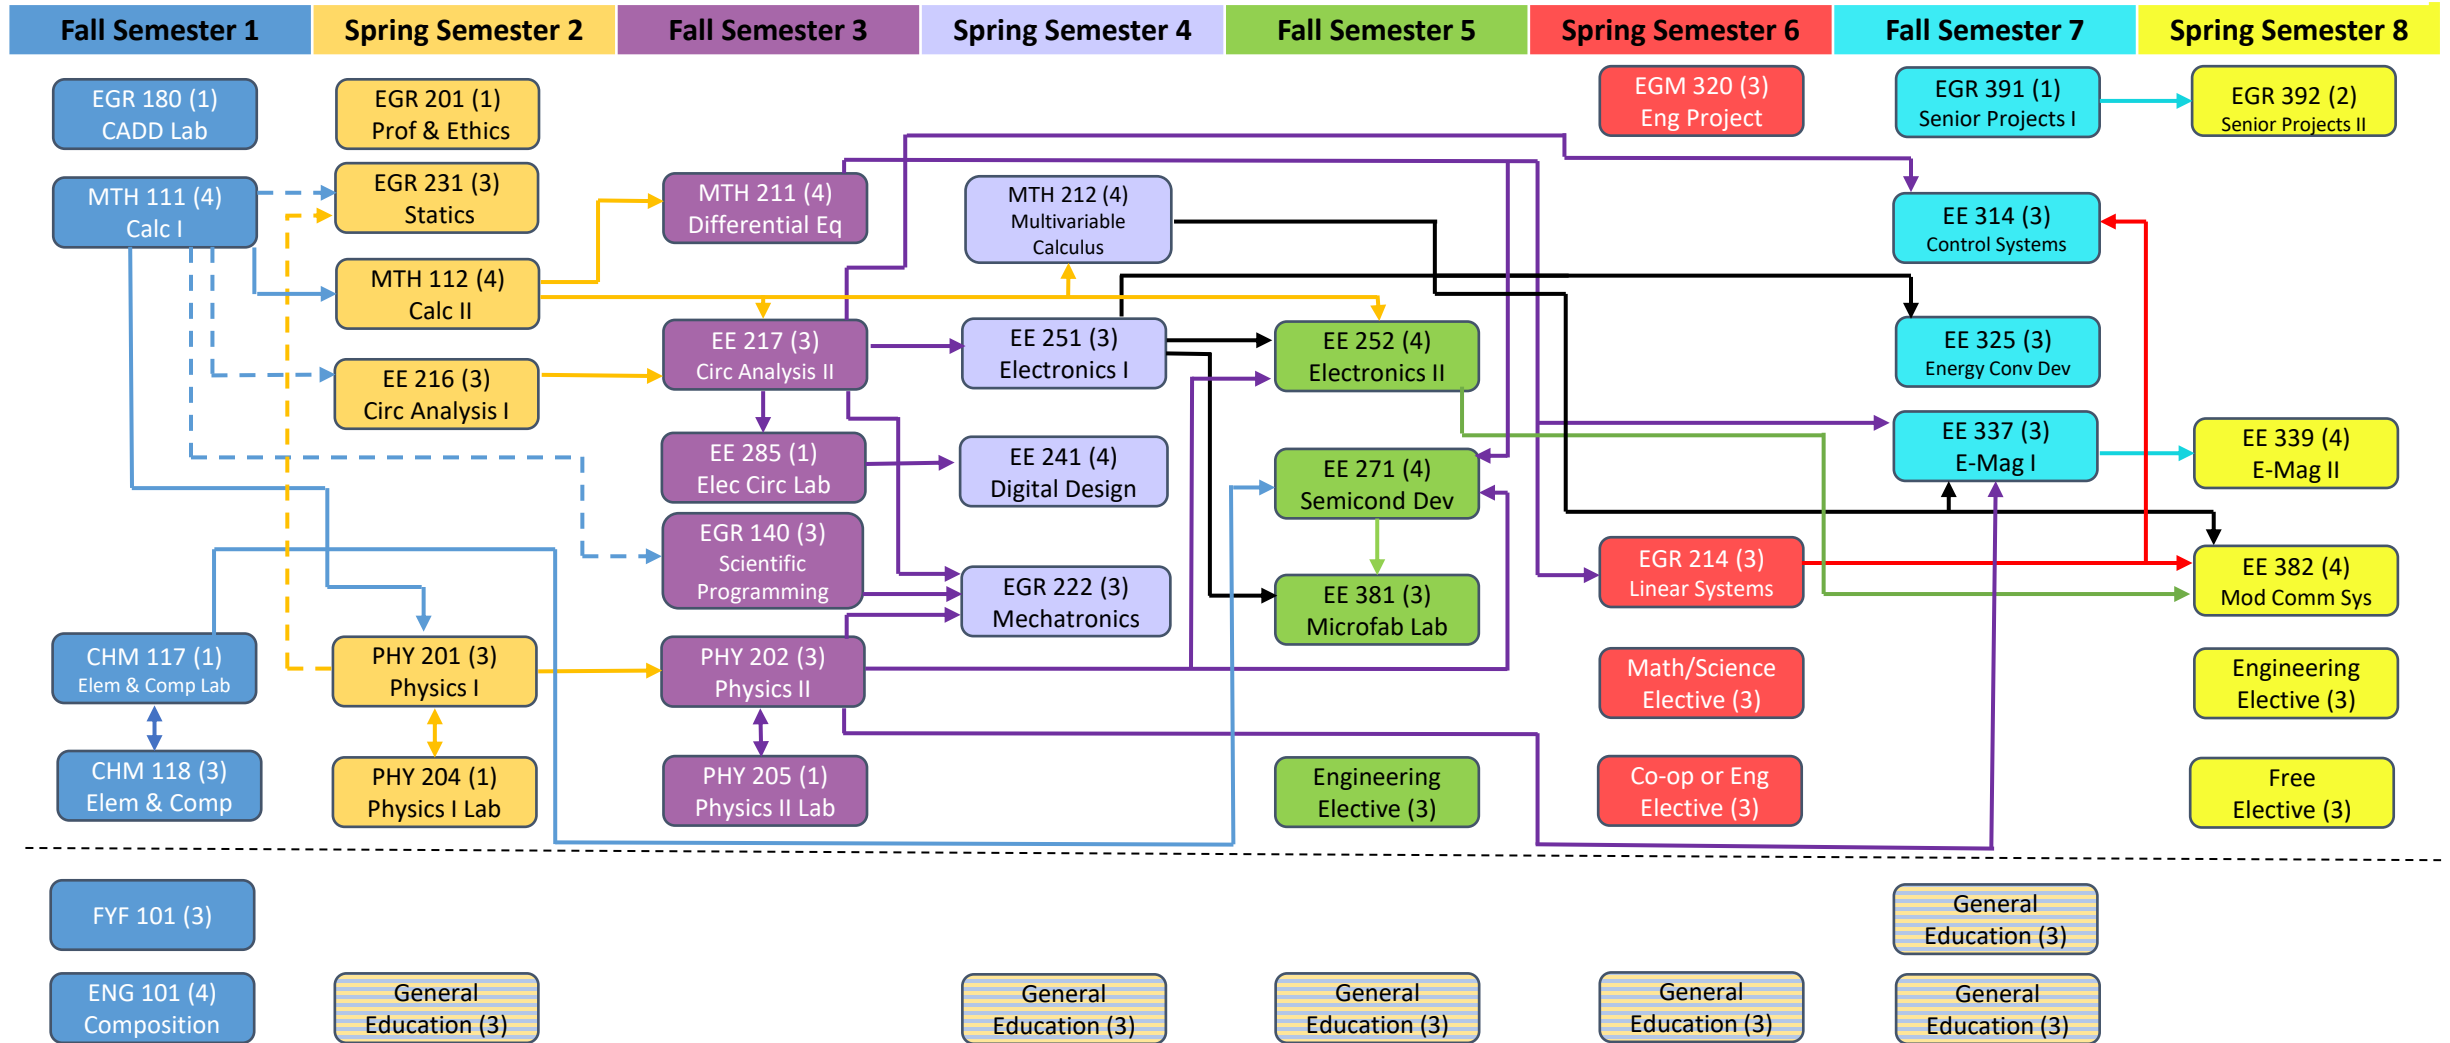 Fall Semester 1
Spring Semester 2
Fall Semester 3
Spring Semester 4
Fall Semester 5
Spring Semester 6
Fall Semester 7
Spring Semester 8
EGR 180 (1)
CADD Lab
MTH 111 (4)
Calc I
CHM 117 (1)
Elem & Comp Lab
CHM 118 (3)
Elem & Comp
FYF 101 (3)
ENG 101 (4)
Composition
EGR 201 (1)
Prof & Ethics
EGR 231 (3)
Statics
MTH 112 (4)
Calc II
EE 216 (3)
Circ Analysis I
PHY 201 (3)
Physics I
PHY 204 (1)
Physics I Lab
General
Education (3)
MTH 211 (4)
Differential Eq
EE 217 (3)
Circ Analysis II
EE 285 (1)
Elec Circ Lab
EGR 140 (3)
Scientific
Programming
PHY 202 (3)
Physics II
PHY 205 (1)
Physics II Lab
MTH 212 (4)
Multivariable
Calculus
EE 251 (3)
Electronics I
EE 241 (4)
Digital Design
EGR 222 (3)
Mechatronics
General
Education (3)
EE 252 (4)
Electronics II
EE 271 (4)
Semicond Dev
EE 381 (3)
Microfab Lab
Engineering
Elective (3)
General
Education (3)
EGM 320 (3)
Eng Project
EGR 214 (3)
Linear Systems
Math/Science
Elective (3)
Co-op or Eng
Elective (3)
General
Education (3)
EGR 391 (1)
Senior Projects I
EE 314 (3)
Control Systems
EE 325 (3)
Energy Conv Dev
EE 337 (3)
E-Mag I
General
Education (3)
General
Education (3)
EGR 392 (2)
Senior Projects II
EE 339 (4)
E-Mag II
EE 382 (4)
Mod Comm Sys
Engineering
Elective (3)
Free
Elective (3)